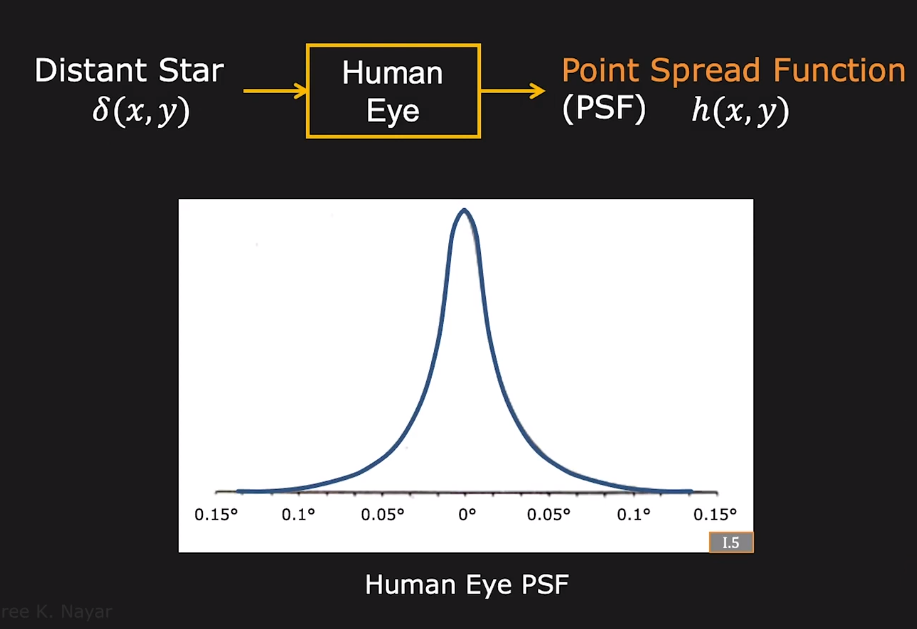 Distant Star
δ(x, y)
Human
Eye
Point Spread Function
(PSF) h(x, y)
0.15° 0.1° 0.05° 0° 0.05° 0.1° 0.15°
I.5
Human Eye PSF
ree K. Nayar